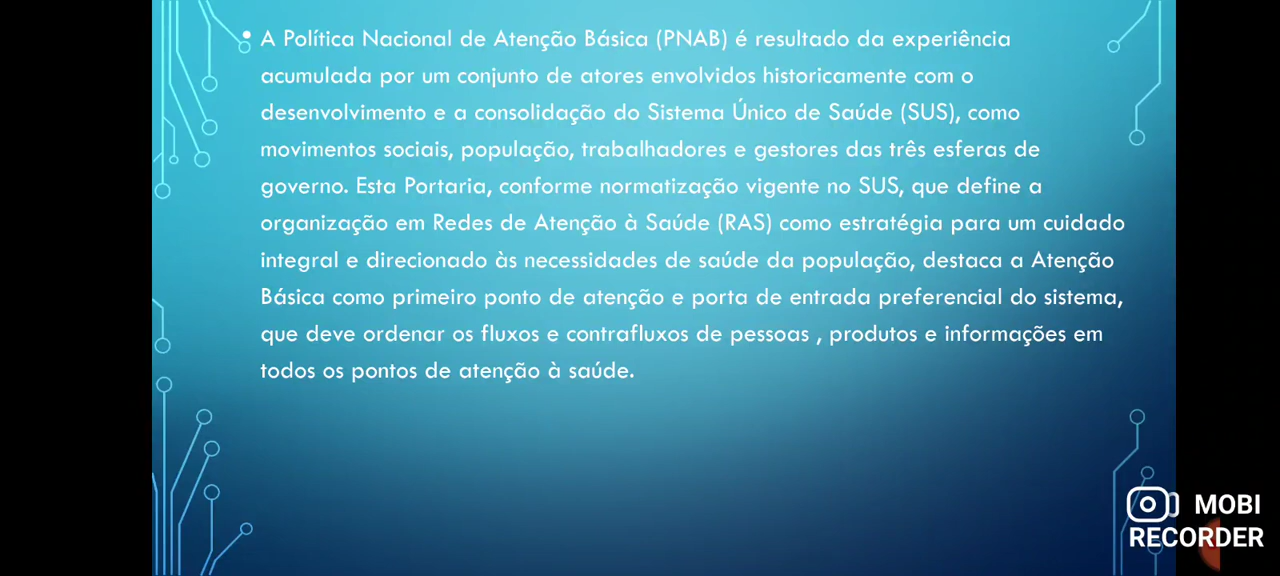 • A Política Nacional de Atenção Básica (PNAB) é resultado da experiência
acumulada por um conjunto de atores envolvidos historicamente com o
desenvolvimento e a consolidação do Sistema Único de Saúde (SUS), como
movimentos sociais, população, trabalhadores e gestores das três esferas de
governo. Esta Portaria, conforme normatização vigente no SUS, que define a
organização em Redes de Atenção à Saúde (RAS) como estratégia para um cuidado
integral e direcionado às necessidades de saúde da população, destaca a Atenção
Básica como primeiro ponto de atenção e porta de entrada preferencial do sistema,
que deve ordenar os fluxos e contrafluxos de pessoas , produtos e informações em
todos os pontos de atenção à saúde.
MOBI
RECORDER